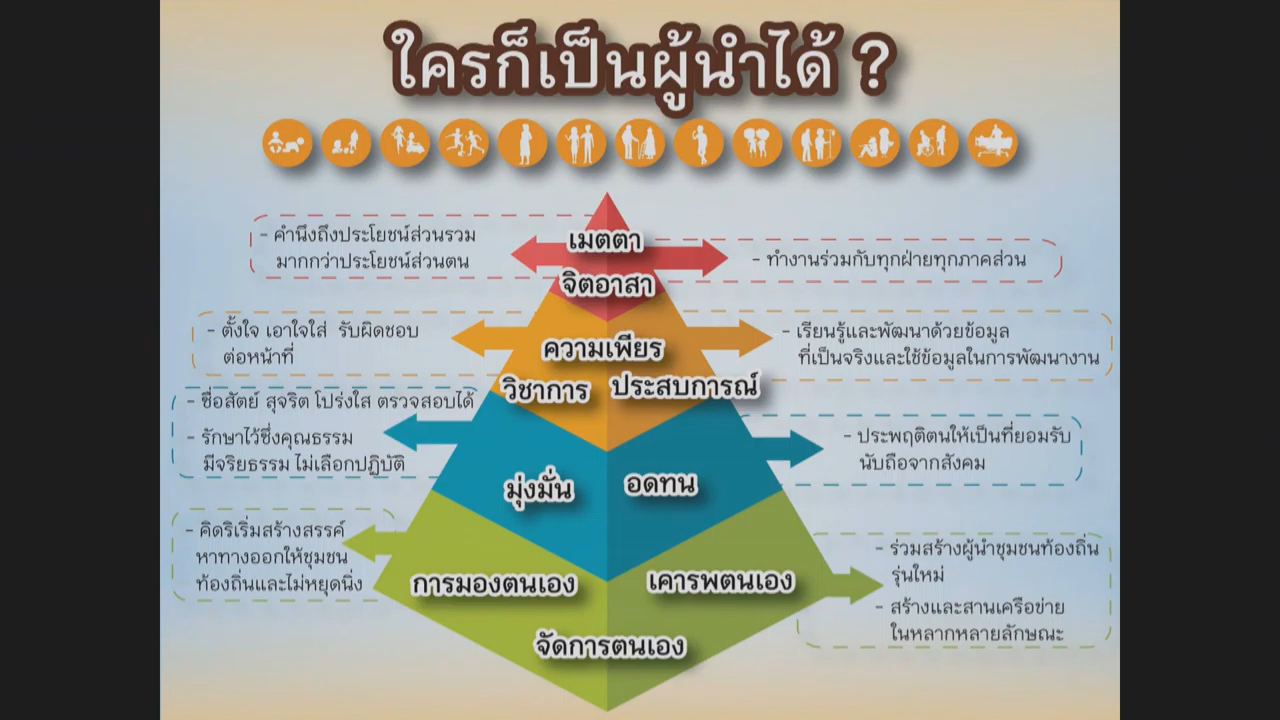 ใครก็เป็นผู้นำได้ ?
- คำนึงถึงประโยชน์ส่วนรวม
มากกว่าประโยชน์ส่วนตน
เมตตา
จิตอาสา
- ทำงานร่วมกับทุกฝ่ายทุกภาคส่วน
- ตั้งใจ เอาใจใส่ รับผิดชอบ
ต่อหน้าที่
ความเพียร
วิชาการ ประสบการณ์
- เรียนรู้และพัฒนาด้วยข้อมูล
ที่เป็นจริงและใช้ข้อมูลในการพัฒนางาน
- ซื่อสัตย์ สุจริต โปร่งใส ตรวจสอบได้
- รักษาไว้ซึ่งคุณธรรม
มีจริยธรรม ไม่เลือกปฏิบัติ
มุ่งมั่น อดทน
- ประพฤติตนให้เป็นที่ยอมรับ
นับถือจากสังคม
- คิดริเริ่มสร้างสรรค์
หาทางออกให้ชุมชน
ท้องถิ่นและไม่หยุดนิ่ง
การมองตนเอง เคารพตนเอง
จัดการตนเอง
- ร่วมสร้างผู้นำชุมชนท้องถิ่น
รุ่นใหม่
- สร้างและสานเครือข่าย
ในหลากหลายลักษณะ